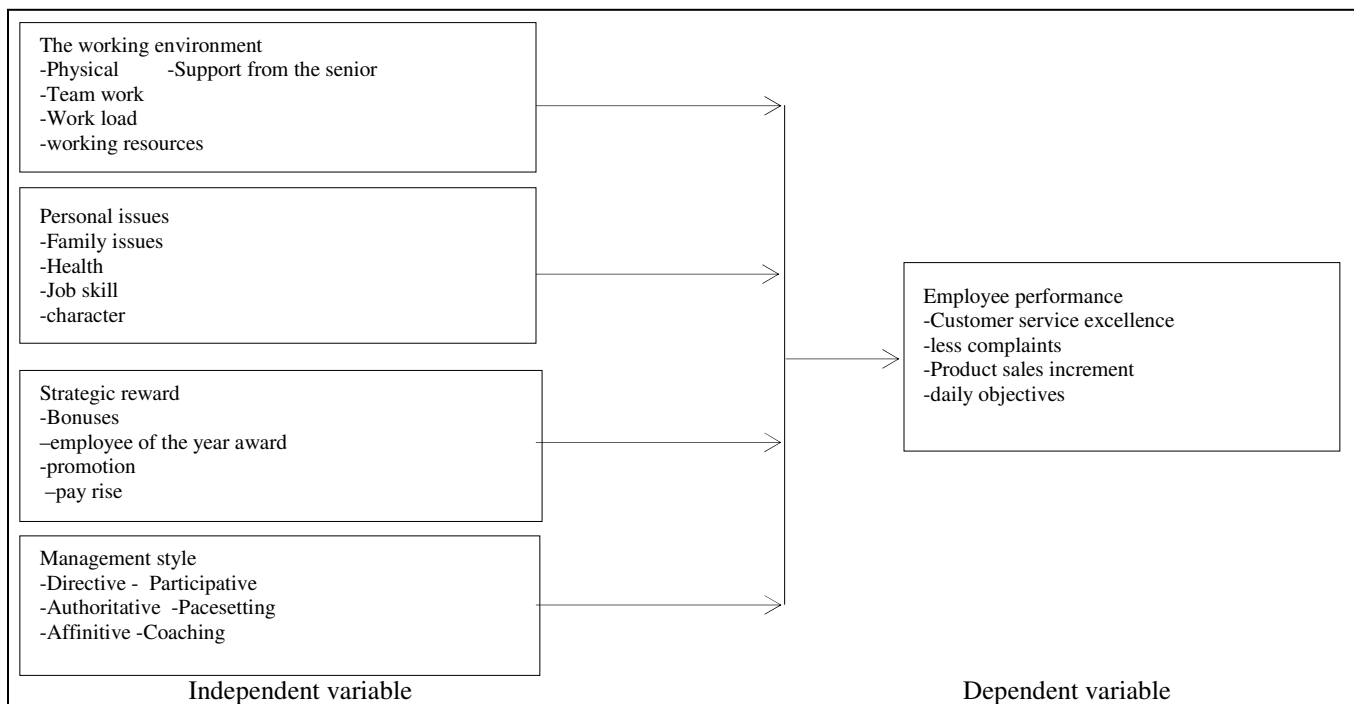 The working environment
-Physical -Support from the senior
-Team work
-Work load
-working resources
Personal issues
-Family issues
-Health
-Job skill
-character
Strategic reward
-Bonuses
–employee of the year award
-promotion
–pay rise
Management style
-Directive - Participative
-Authoritative -Pacesetting
-Affinitive -Coaching
Independent variable
Employee performance
-Customer service excellence
-less complaints
-Product sales increment
-daily objectives
Dependent variable